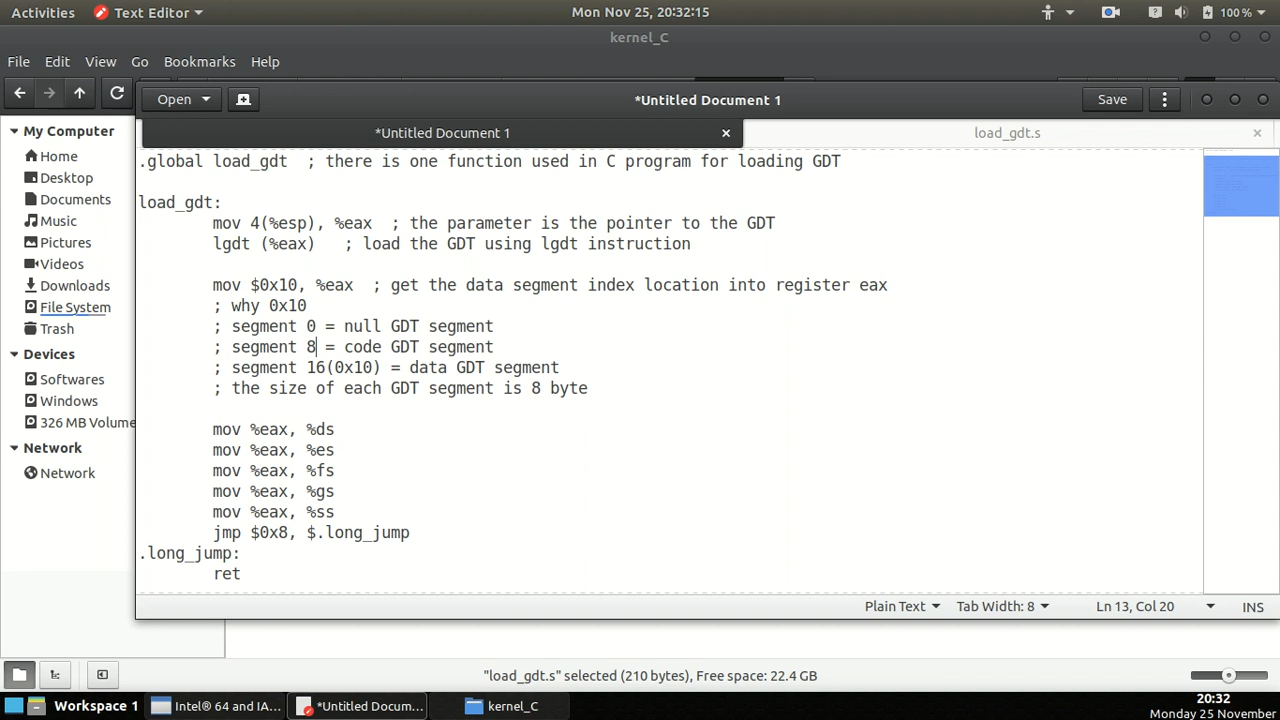 Activities Text Editor Mon Nov 25, 20:32:15 100 %
kernel_C
File Edit View Go Bookmarks Help
Open *Untitled Document 1 Save
My Computer *Untitled Document 1 load_gdt.s
Home
Desktop
Documents
Music
Pictures
Videos
Downloads
File System
Trash
Devices
Softwares
Windows
326 MB Volume
Network
Network
.global load_gdt ; there is one function used in C program for loading GDT
load_gdt:
mov 4(%esp), %eax ; the parameter is the pointer to the GDT
lgdt (%eax) ; load the GDT using lgdt instruction
mov $0x10, %eax ; get the data segment index location into register eax
; why 0x10
; segment 0 = null GDT segment
; segment 8 = code GDT segment
; segment 16(0x10) = data GDT segment
; the size of each GDT segment is 8 byte
mov %eax, %ds
mov %eax, %es
mov %eax, %fs
mov %eax, %gs
mov %eax, %ss
jmp $0x8, $.long_jump
.long_jump:
ret
Plain Text Tab Width: 8 Ln 13, Col 20 INS
"load_gdt.s" selected (210 bytes), Free space: 22.4 GB
Workspace 1 Intel® 64 and IA... *Untitled Docum... kernel_C 20:32
Monday 25 November